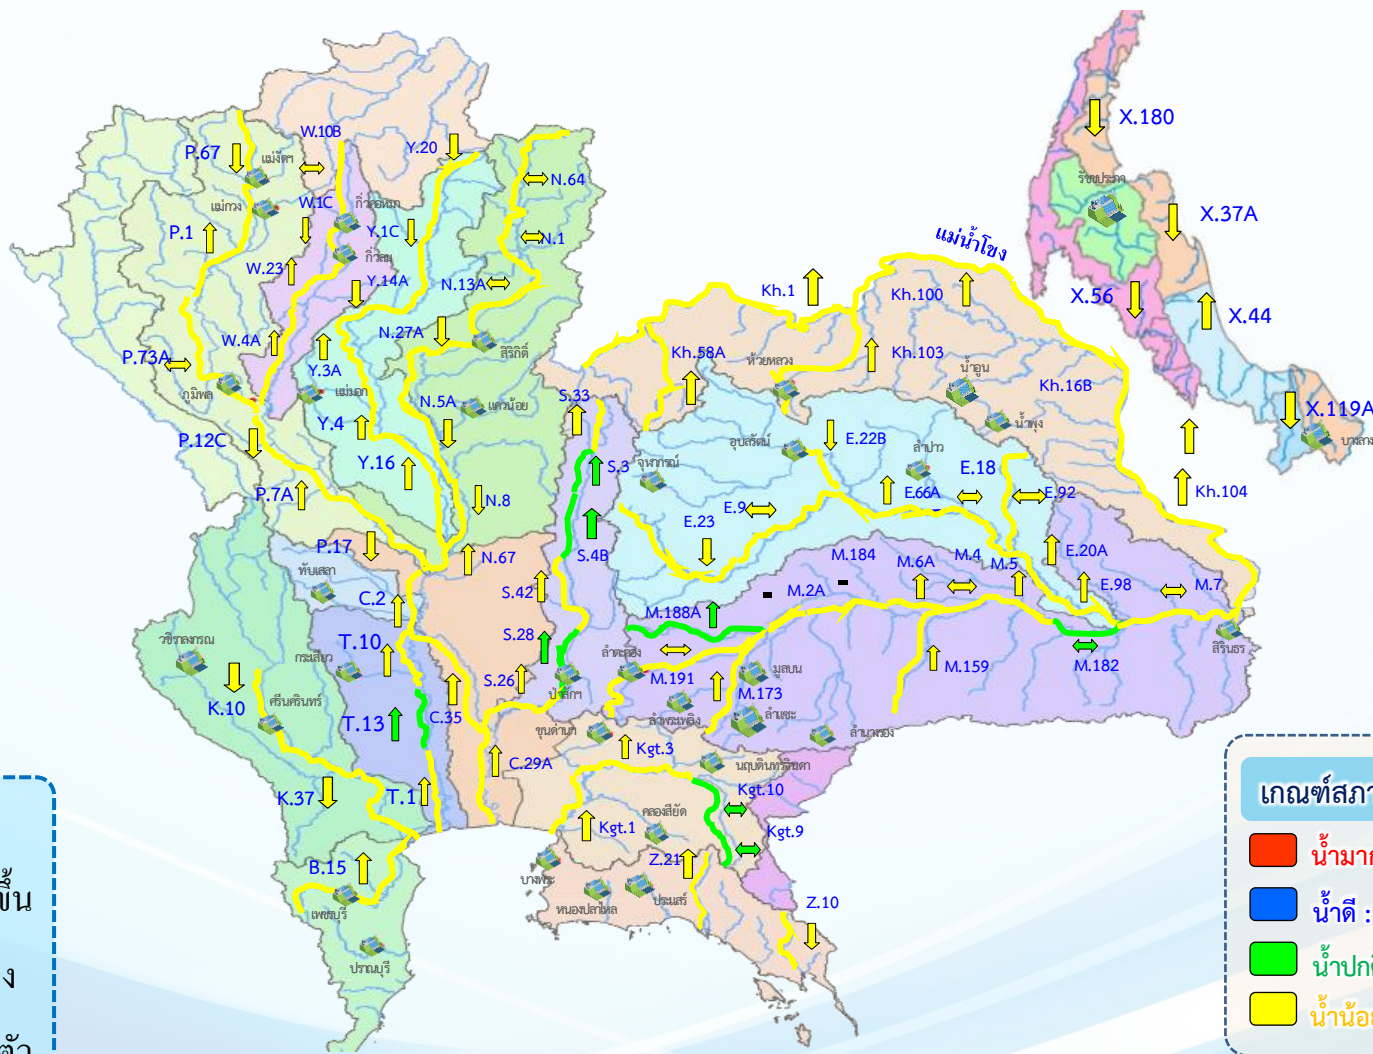 X.180
W.10B
P.67
แม่งัดฯ
Y.20
รัชชประภา
N.64
แม่กวง
W.1C
กิ่วคอหมา
X.37A
P.1
Y.1C
N.1
แม่น้ำโขง
W.23
กิ่วลม
Y.14A
N.13A
Kh.1
Kh.100
X.56
X.44
N.27A
W.4A
สิริกิติ์
Kh.58A
ห้วยหลวง
Kh.103
P.73A
Y.3A
น้ำอูน
ภูมิพล
แม่มอก
N.5A
แควน้อย
S.33
Kh.16B
X.119A
น้ำพุง
P.12C
Y.4
อุบลรัตน์
E.22B
บางลาง
จุฬาภรณ์
ลำปาว
Y.16
S.3
E.18
P.7A
N.8
E.66A
E.92
Kh.104
E.9
E.23
P.17
S.4B
M.184
M.6A
M.4
E.20A
N.67
M.5
ทับเสลา
S.42
M.2A
E.98
M.7
C.2
M.188A
วชิราลงกรณ
T.10
S.28
สิรินธร
กระเสียว
ลำตะคอง
มูลบน
M.159
M.182
S.26
M.191
ศรีนครินทร์
K.10
ป่าสักฯ
M.173
T.13
C.35
ลำพระเพลิง
ลำแชะ
ขุนด่านฯ
ลำนางรอง
Kgt.3
C.29A
นฤบดินทรจินดา
K.37
T.1
Kgt.10
เกณฑ์สภา
คลองสียัด
Kgt.1
Kgt.9
น้ำมาก
B.15
Z.21
บางพระ
ขึ้น
เพชรบุรี
หนองปลาไหล
ประแสร์
Z.10
น้ำดี :
ง
ปราณบุรี
น้ำปกติ
น้ำน้อย
ตัว